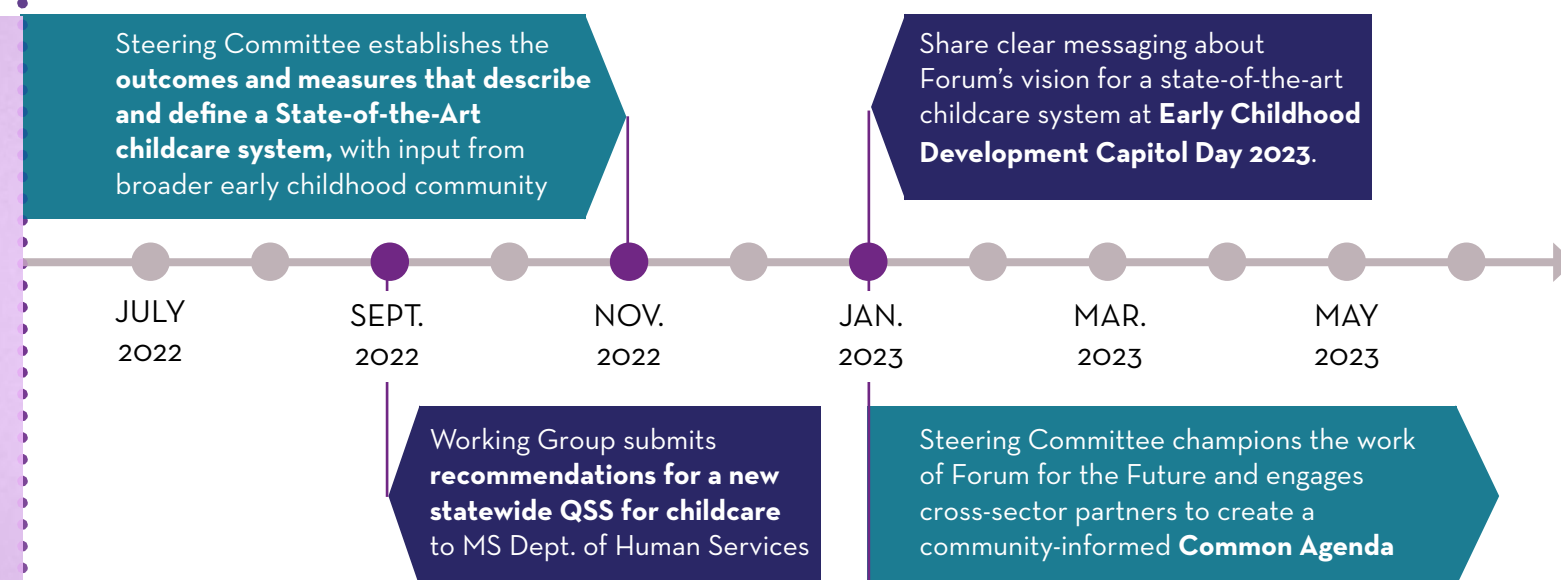 Steering Committee establishes the
outcomes and measures that describe
and define a State-of-the-Art
childcare system, with input from
broader early childhood community
Share clear messaging about
Forum's vision for a state-of-the-art
childcare system at Early Childhood
Development Capitol Day 2023.
JULY
2022
SEPT.
2022
NOV.
2022
JAN.
2023
MAR.
2023
MAY
2023
Working Group submits
recommendations for a new
statewide QSS for childcare
to MS Dept. of Human Services
Steering Committee champions the work
of Forum for the Future and engages
cross-sector partners to create a
community-informed Common Agenda